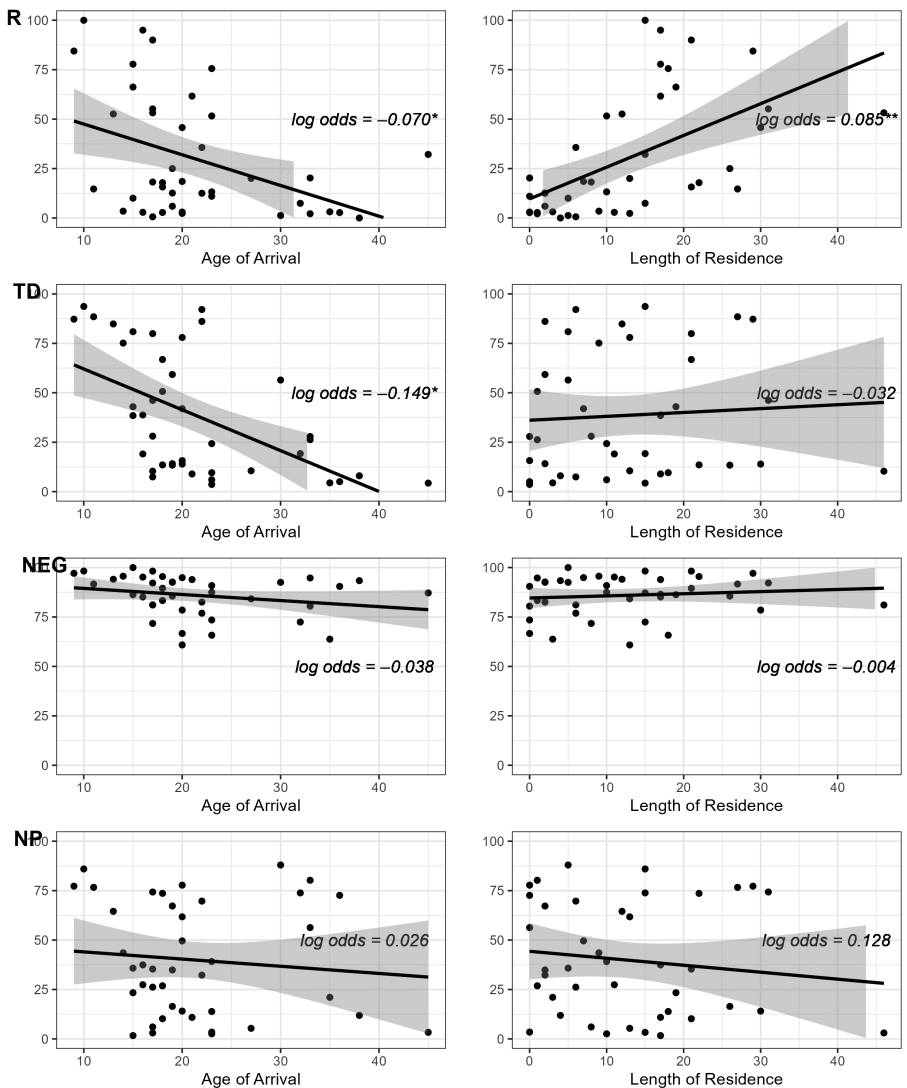 R
100
75
50
25
0
log odds = −0.070*
10 20 30 40
Age of Arrival
100
75
50
25
0
log odds = 0.085**
0 10 20 30 40
Length of Residence
TD
100
75
50
25
0
log odds = −0.149*
10 20 30 40
Age of Arrival
100
75
50
25
0
log odds = −0.032
0 10 20 30 40
Length of Residence
NEG
100
75
50
25
0
log odds = −0.038
10 20 30 40
Age of Arrival
100
75
50
25
0
log odds = −0.004
0 10 20 30 40
Length of Residence
NP
100
75
50
25
0
log odds = 0.026
10 20 30 40
Age of Arrival
100
75
50
25
0
log odds = 0.128
0 10 20 30 40
Length of Residence